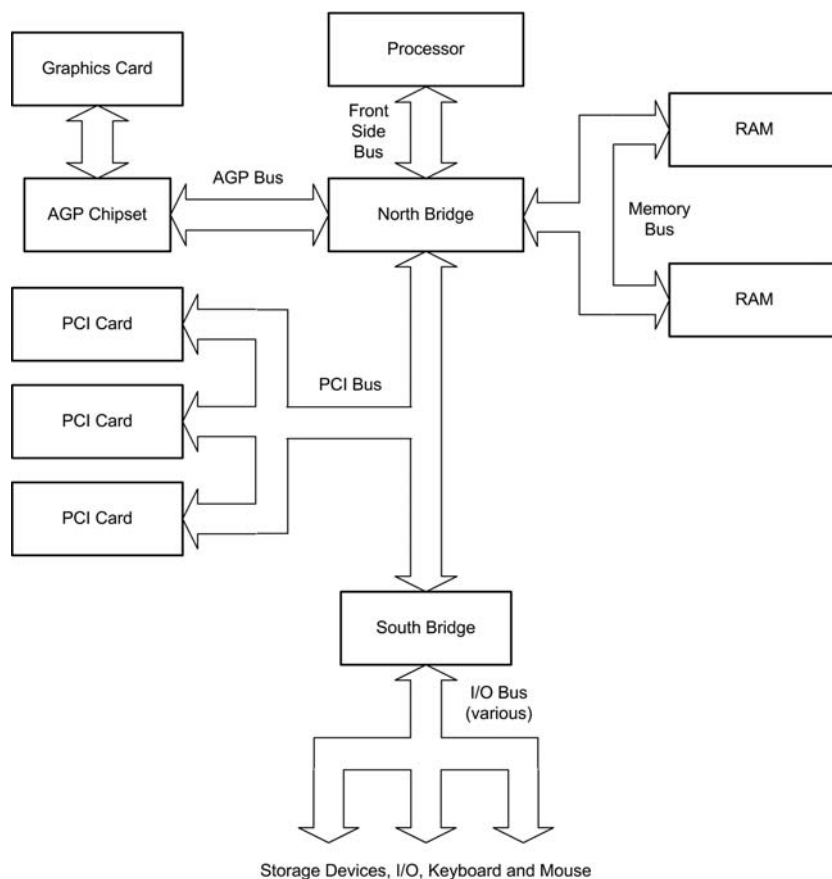 Processor
Graphics Card
Front
Side
Bus
RAM
AGP Bus
AGP Chipset
North Bridge
Memory
Bus
RAM
PCI Card
PCI Bus
PCI Card
PCI Card
South Bridge
I/O Bus
(various)
Storage Devices, I/O, Keyboard and Mouse